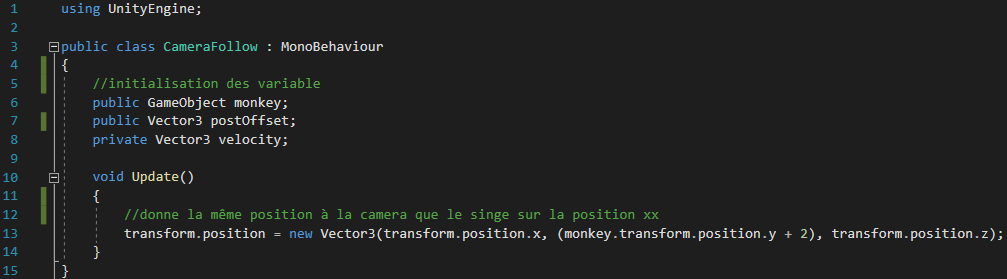 1 using UnityEngine;
2
3 public class CameraFollow : MonoBehaviour
4 {
5 //initialisation des variable
6 public GameObject monkey;
7 public Vector3 postOffset;
8 private Vector3 velocity;
9
10 void Update()
11 {
12 //donne la même position à la camera que le singe sur la position xx
13 transform.position = new Vector3(transform.position.x, (monkey.transform.position.y + 2), transform.position.z);
14 }
15 }